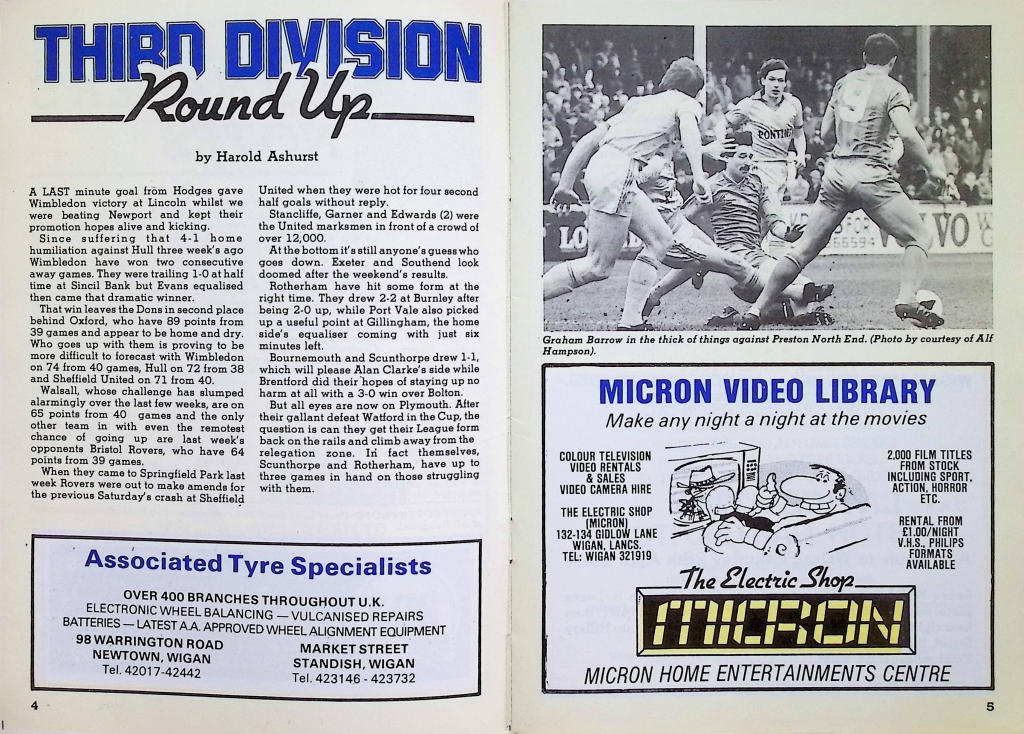 THIRD DIVISION
Round Up
by Harold Ashurst
A LAST minute goal from Hodges gave
Wimbledon victory at Lincoln whilst we
were beating Newport and kept their
promotion hopes alive and kicking.
Since suffering that 4-1 home
humiliation against Hull three week's ago
Wimbledon have won two consecutive
away games. They were trailing 1-0 at half
time at Sincil Bank but Evans equalised
then came that dramatic winner.
That win leaves the Dons in second place
behind Oxford, who have 89 points from
39 games and appear to be home and dry.
Who goes up with them is proving to be
more difficult to forecast with Wimbledon
on 74 from 40 games, Hull on 72 from 38
and Sheffield United on 71 from 40.
Walsall, whose challenge has slumped
alarmingly over the last few weeks, are on
65 points from 40 games and the only
other team in with even the remotest
chance of going up are last week's
opponents Bristol Rovers, who have 64
points from 39 games.
When they came to Springfield Park last
week Rovers were out to make amends for
the previous Saturday's crash at Sheffield
United when they were hot for four second
half goals without reply.
Stancliffe, Garner and Edwards (2) were
the United marksmen in front of a crowd of
over 12,000.
At the bottom it's still anyone's guess who
goes down. Exeter and Southend look
doomed after the weekend's results.
Rotherham have hit some form at the
right time. They drew 2-2 at Burnley after
being 2-0 up, while Port Vale also picked
up a useful point at Gillingham, the home
side's equaliser coming with just six
minutes left.
Bournemouth and Scunthorpe drew 1-1,
which will please Alan Clarke's side while
Brentford did their hopes of staying up no
harm at all with a 3-0 win over Bolton.
But all eyes are now on Plymouth. After
their gallant defeat Watford in the Cup, the
question is can they get their League form
back on the rails and climb away from the
relegation zone. In fact themselves,
Scunthorpe and Rotherham, have up to
three games in hand on those struggling
with them.
Associated Tyre Specialists
OVER 400 BRANCHES THROUGHOUT U.K.
ELECTRONIC WHEEL BALANCING — VULCANISED REPAIRS
BATTERIES — LATEST A.A. APPROVED WHEEL ALIGNMENT EQUIPMENT
98 WARRINGTON ROAD
NEWTOWN, WIGAN
Tel. 42017-42442
MARKET STREET
STANDISH, WIGAN
Tel. 423146 - 423732
4
PONTIN
9
LO
FOR
66594
VO
Graham Barrow in the thick of things against Preston North End. (Photo by courtesy of Alf
Hampson).
MICRON VIDEO LIBRARY
Make any night a night at the movies
COLOUR TELEVISION
VIDEO RENTALS
& SALES
VIDEO CAMERA HIRE
THE ELECTRIC SHOP
(MICRON)
132-134 GIDLOW LANE
WIGAN, LANCS.
TEL: WIGAN 321919
2,000 FILM TITLES
FROM STOCK
INCLUDING SPORT,
ACTION, HORROR
ETC.
RENTAL FROM
£1.00/NIGHT
V.H.S., PHILIPS
FORMATS
AVAILABLE
The Electric Shop
MICRON
MICRON HOME ENTERTAINMENTS CENTRE
5